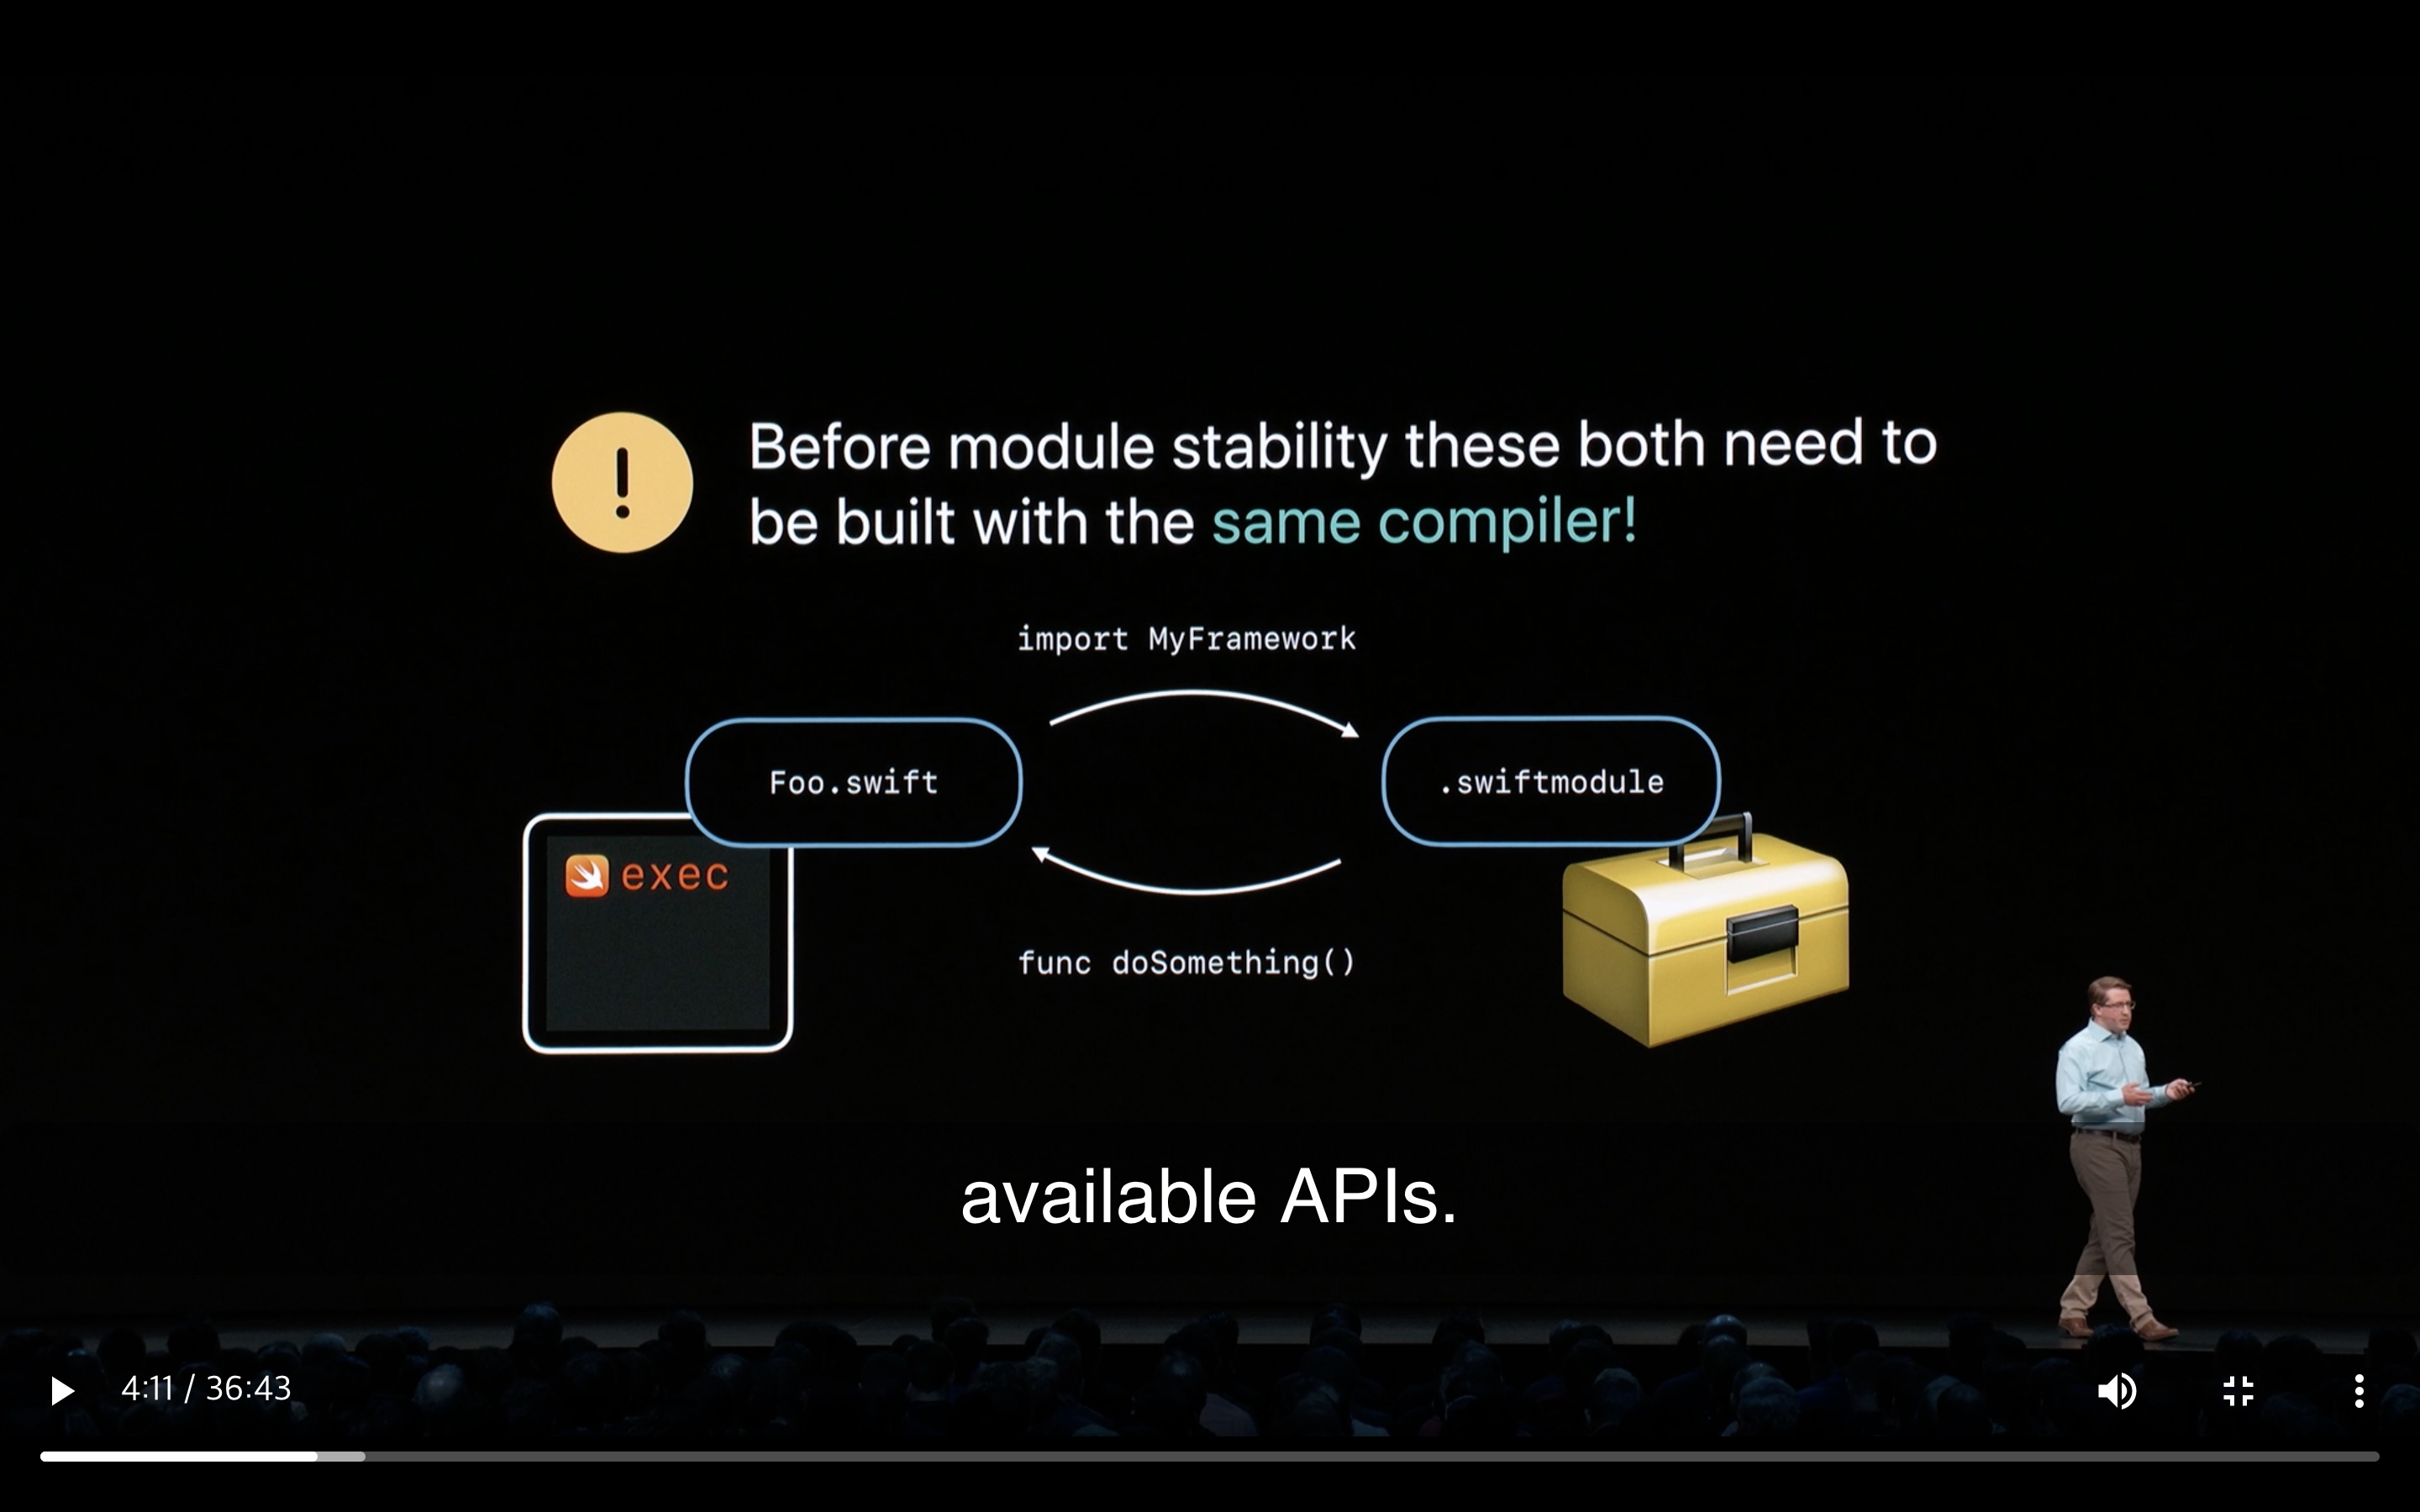 Before module stability these both need to
be built with the same compiler!
import MyFramework
Foo.swift
.swiftmodule
exec
func doSomething()
available APIs.
4:11 / 36:43